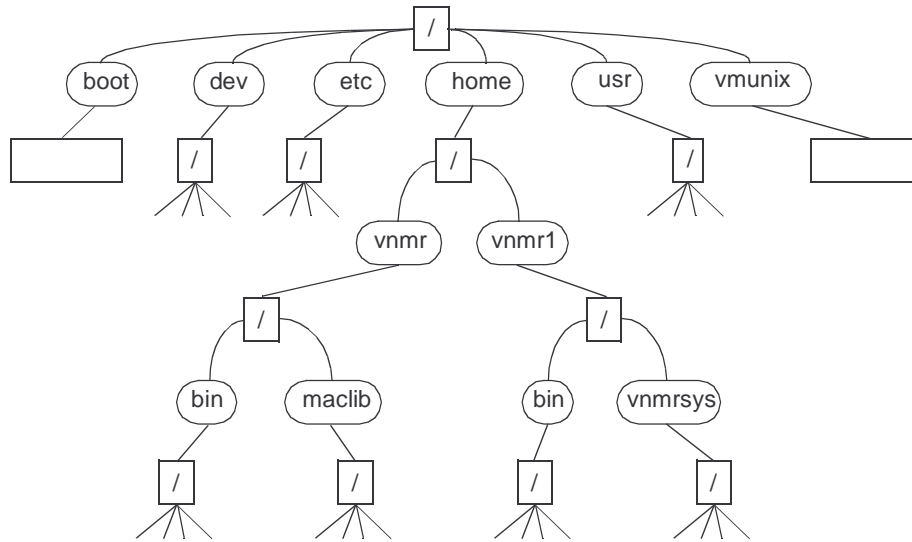 /
boot dev etc home usr vmunix
/ / / /
vnmr vnmr1
/ /
bin maclib bin vnmrsys
/ / / /